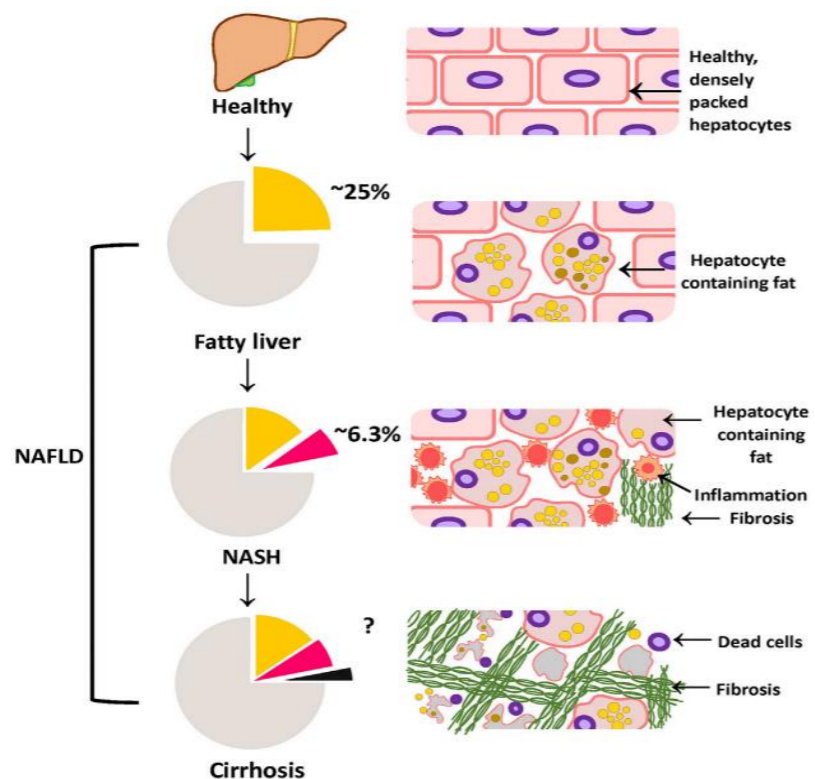 Healthy
Healthy,
densely
packed
hepatocytes
~25%
Hepatocyte
containing fat
Fatty liver
NAFLD
~6.3%
Hepatocyte
containing
fat
Inflammation
Fibrosis
NASH
?
Dead cells
Fibrosis
Cirrhosis